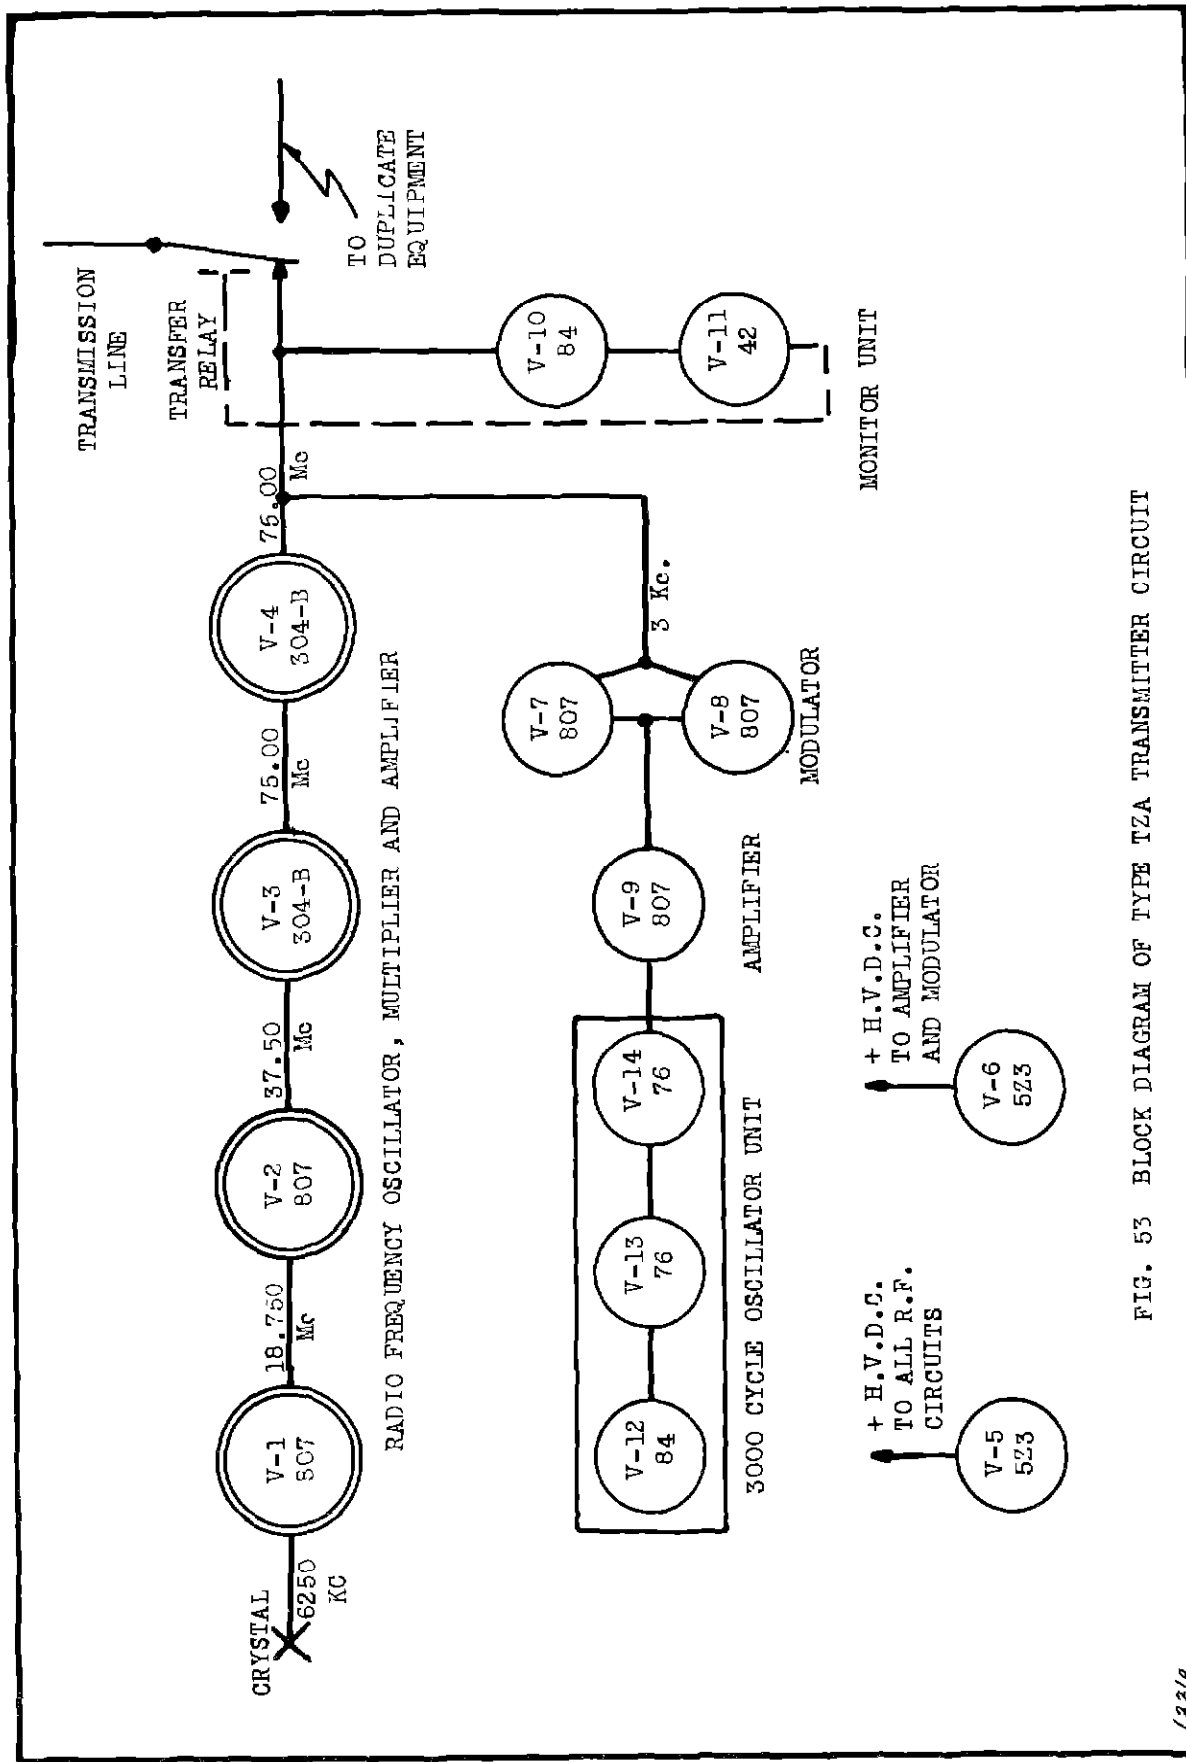 TRANSMISSION
LINE
TRANSFER
RELAY
TO
DUPLICATE
EQUIPMENT
CRYSTAL
6250
KC
V-1
807
18.750
Mc
V-2
807
37.50
Mc
V-3
304-B
75.00
Mc
V-4
304-B
75.00
Mc
RADIO FREQUENCY OSCILLATOR, MULTIPLIER AND AMPLIFIER
V-10
84
V-11
42
MONITOR UNIT
V-12
84
V-13
76
V-14
76
3000 CYCLE OSCILLATOR UNIT
V-9
807
AMPLIFIER
V-7
807
V-8
807
MODULATOR
3 Kc.
+ H.V.D.C.
TO ALL R.F.
CIRCUITS
V-5
5Z3
+ H.V.D.C.
TO AMPLIFIER
AND MODULATOR
V-6
5Z3
FIG. 53 BLOCK DIAGRAM OF TYPE TZA TRANSMITTER CIRCUIT